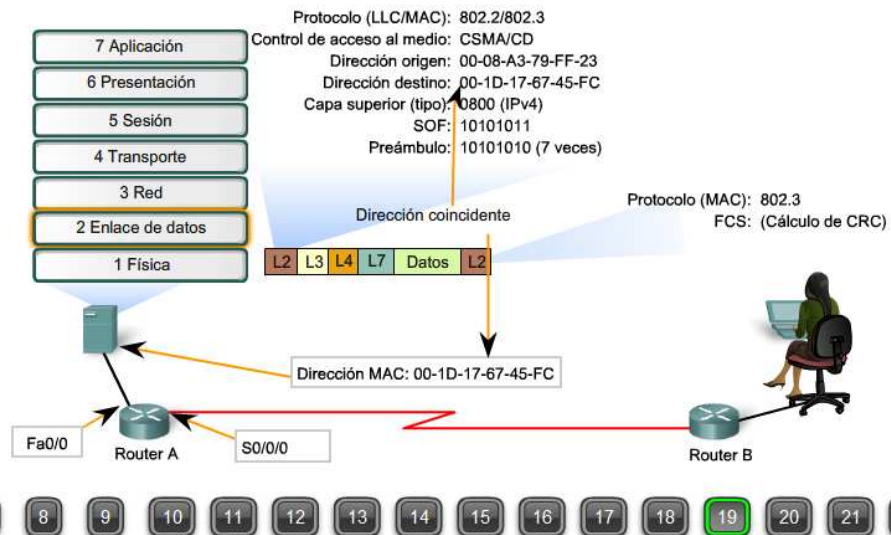 Protocolo (LLC/MAC): 802.2/802.3
Control de acceso al medio: CSMA/CD
Dirección origen: 00-08-A3-79-FF-23
Dirección destino: 00-1D-17-67-45-FC
Capa superior (tipo): 0800 (IPv4)
SOF: 10101011
Preámbulo: 10101010 (7 veces)
7 Aplicación
6 Presentación
5 Sesión
4 Transporte
3 Red
2 Enlace de datos
1 Física
Dirección coincidente
Protocolo (MAC): 802.3
FCS: (Cálculo de CRC)
L2 L3 L4 L7 Datos L2
Dirección MAC: 00-1D-17-67-45-FC
Fa0/0
Router A
S0/0/0
Router B
8 9 10 11 12 13 14 15 16 17 18 19 20 21